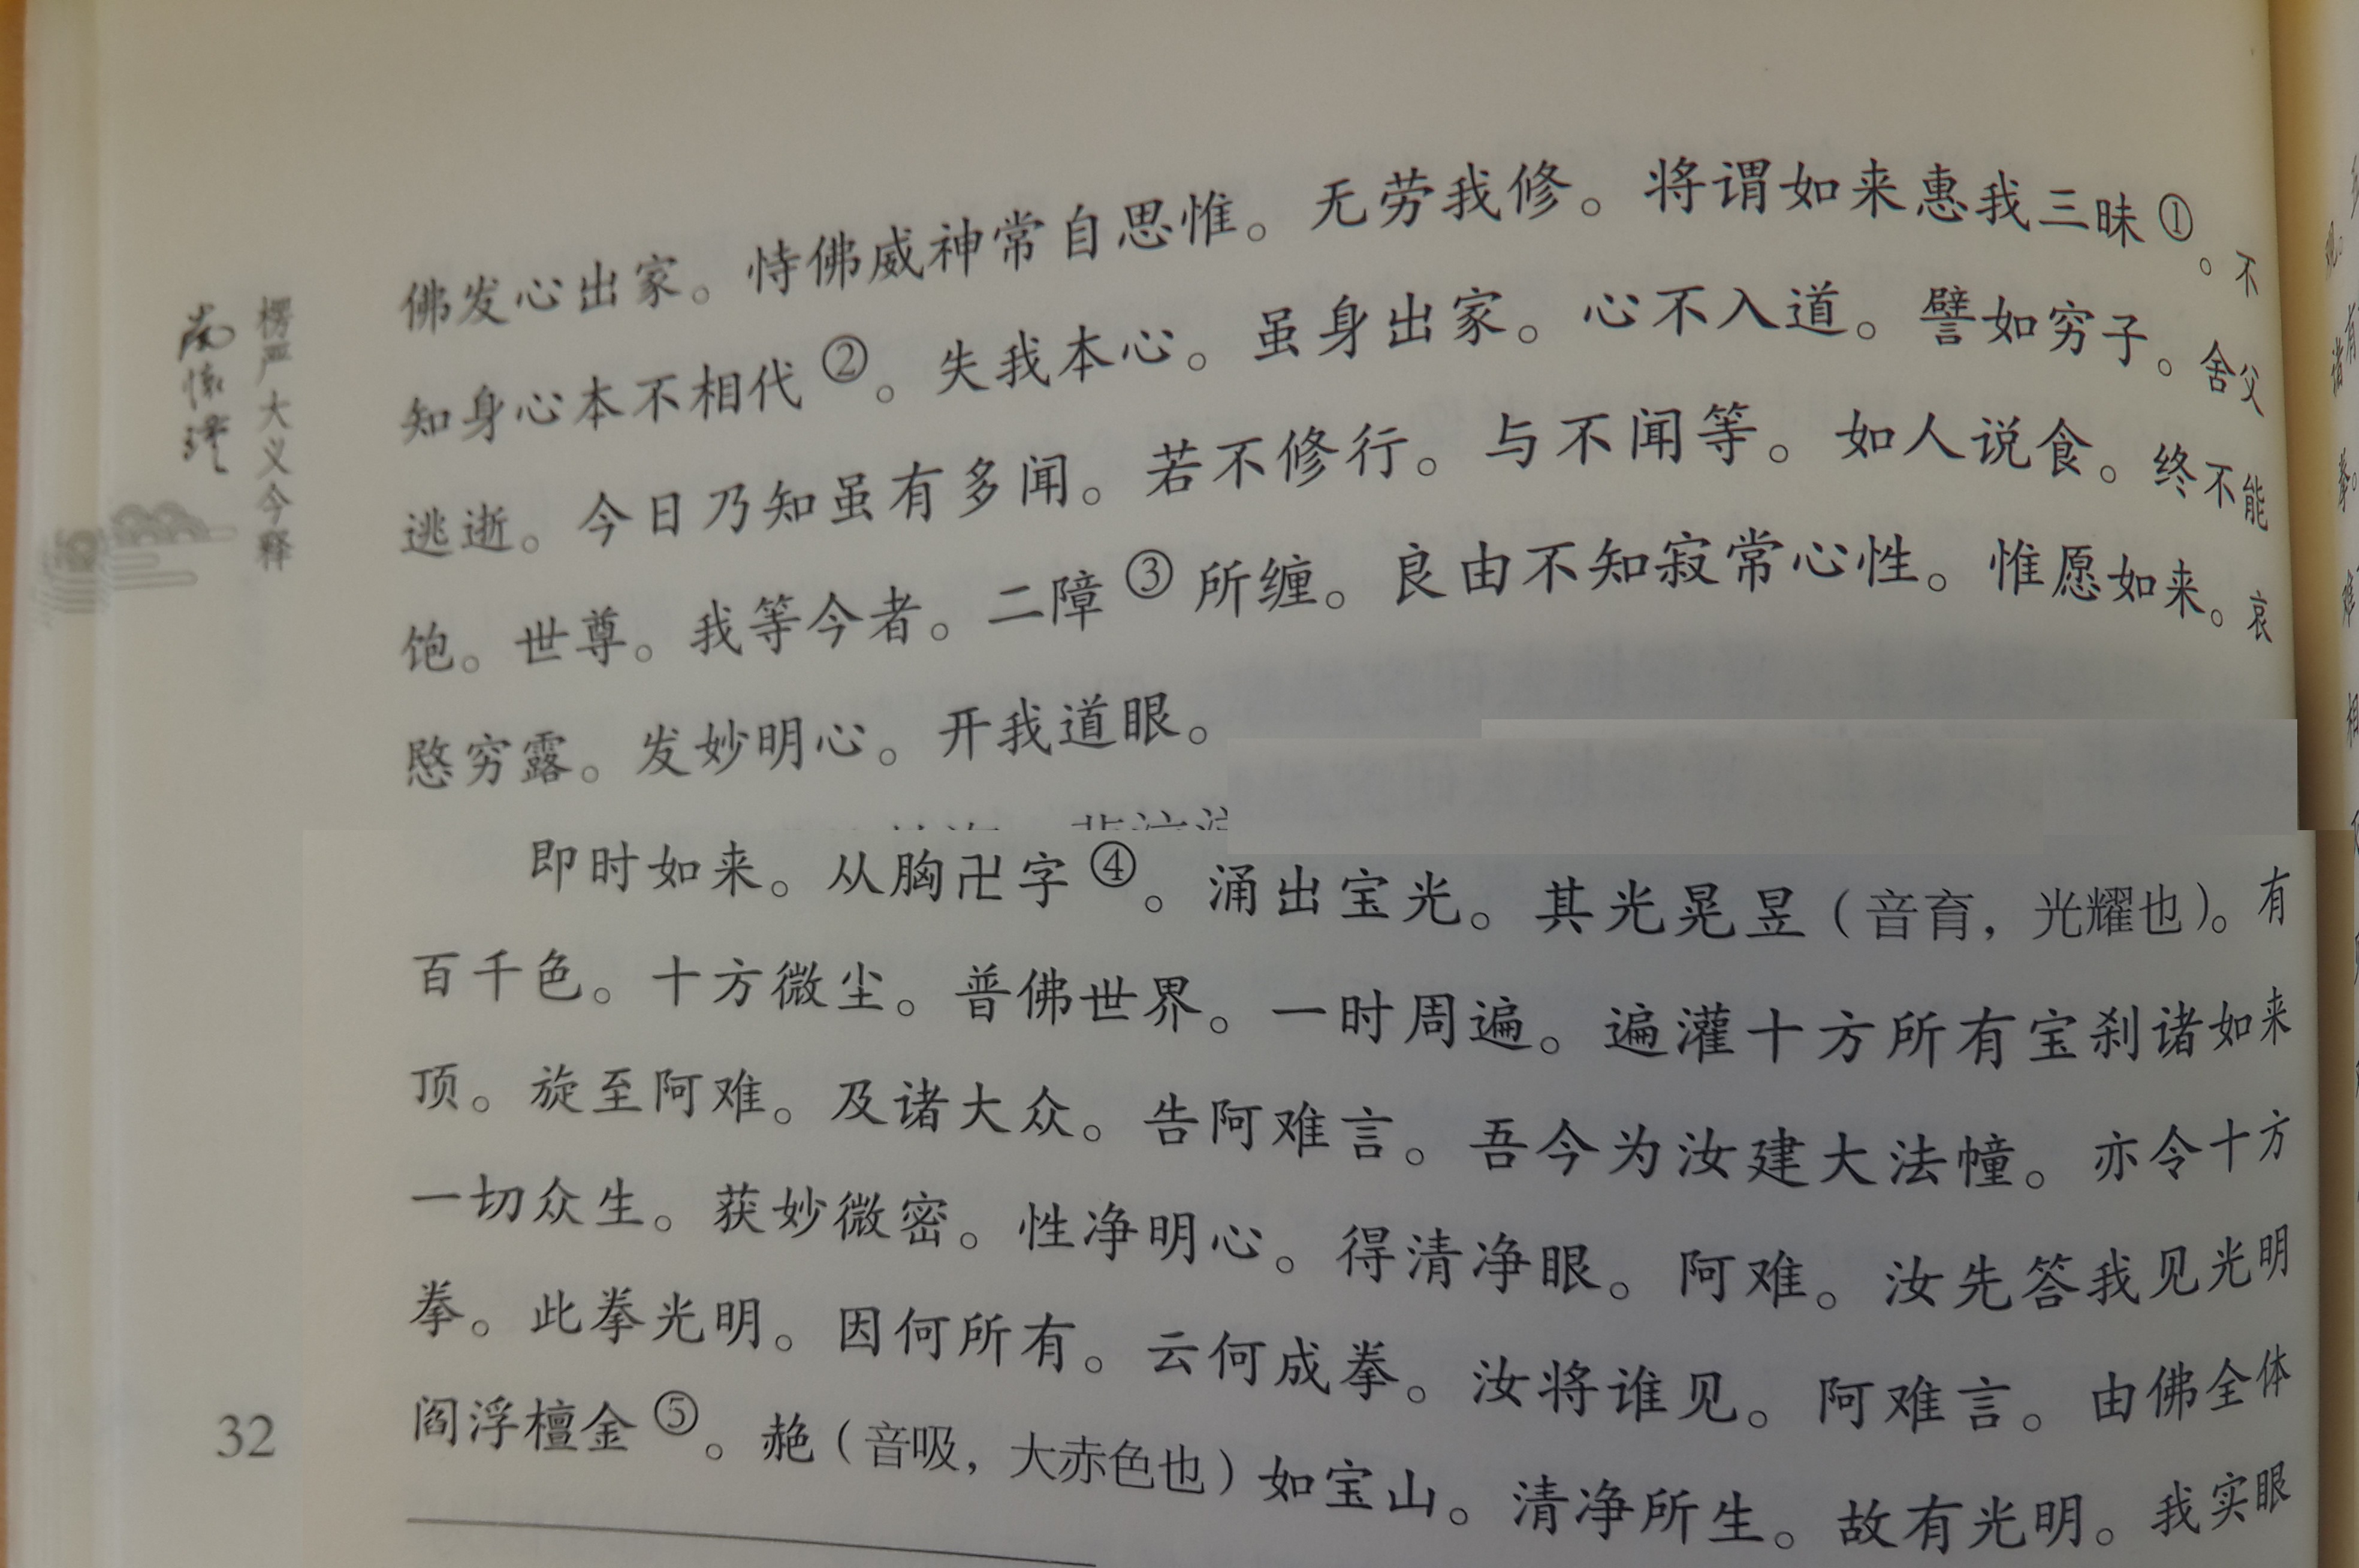 佛发心出家。恃佛威神常自思惟。无劳我修。将谓如来惠我三昧①。不
知身心本不相代②。失我本心。虽身出家。心不入道。譬如穷子。舍父
逃逝。今日乃知虽有多闻。若不修行。与不闻等。如人说食。终不能
饱。世尊。我等今者。二障③所缠。良由不知寂常心性。惟愿如来。哀
愍穷露。发妙明心。开我道眼。
即时如来。从胸卍字④。涌出宝光。其光晃昱（音育，光耀也）。有
百千色。十方微尘。普佛世界。一时周遍。遍灌十方所有宝刹诸如来
顶。旋至阿难。及诸大众。告阿难言。吾今为汝建大法幢。亦令十方
一切众生。获妙微密。性净明心。得清净眼。阿难。汝先答我见光明
拳。此拳光明。因何所有。云何成拳。汝将谁见。阿难言。由佛全体
阎浮檀金⑤。赩（音吸，大赤色也）如宝山。清净所生。故有光明。我实眼
楞严大义今释
南怀瑾
32